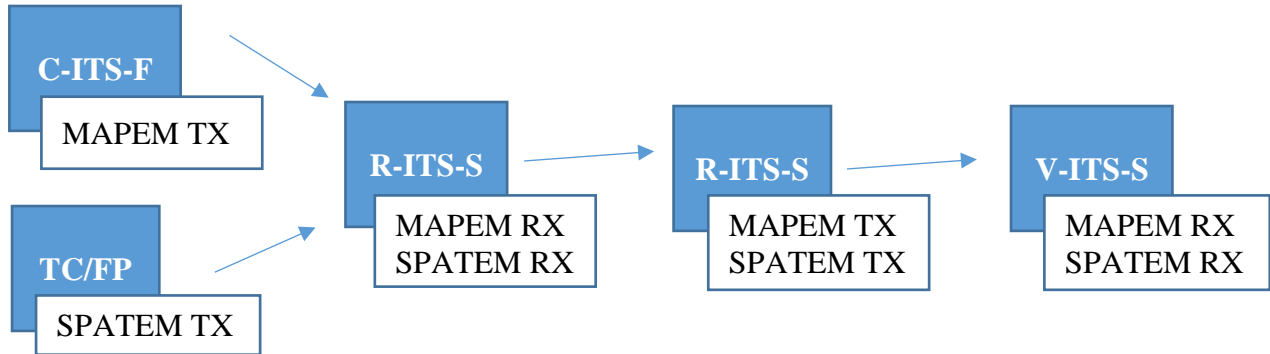 C-ITS-F
MAPEM TX
TC/FP
SPATEM TX
R-ITS-S
MAPEM RX
SPATEM RX
R-ITS-S
MAPEM TX
SPATEM TX
V-ITS-S
MAPEM RX
SPATEM RX